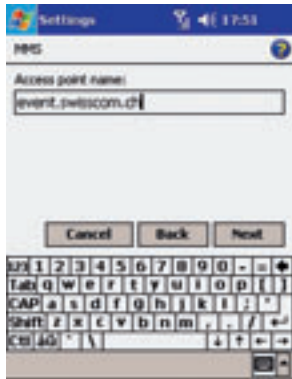 Settings 17:51
MMS
Access point name:
event.swisscom.ch
Cancel Back Next
123 1 2 3 4 5 6 7 8 9 0 - =
Tab q w e r t y u i o p [ ]
CAP a s d f g h j k l ; '
Shift z x c v b n m , . /
Ctl áü ` \